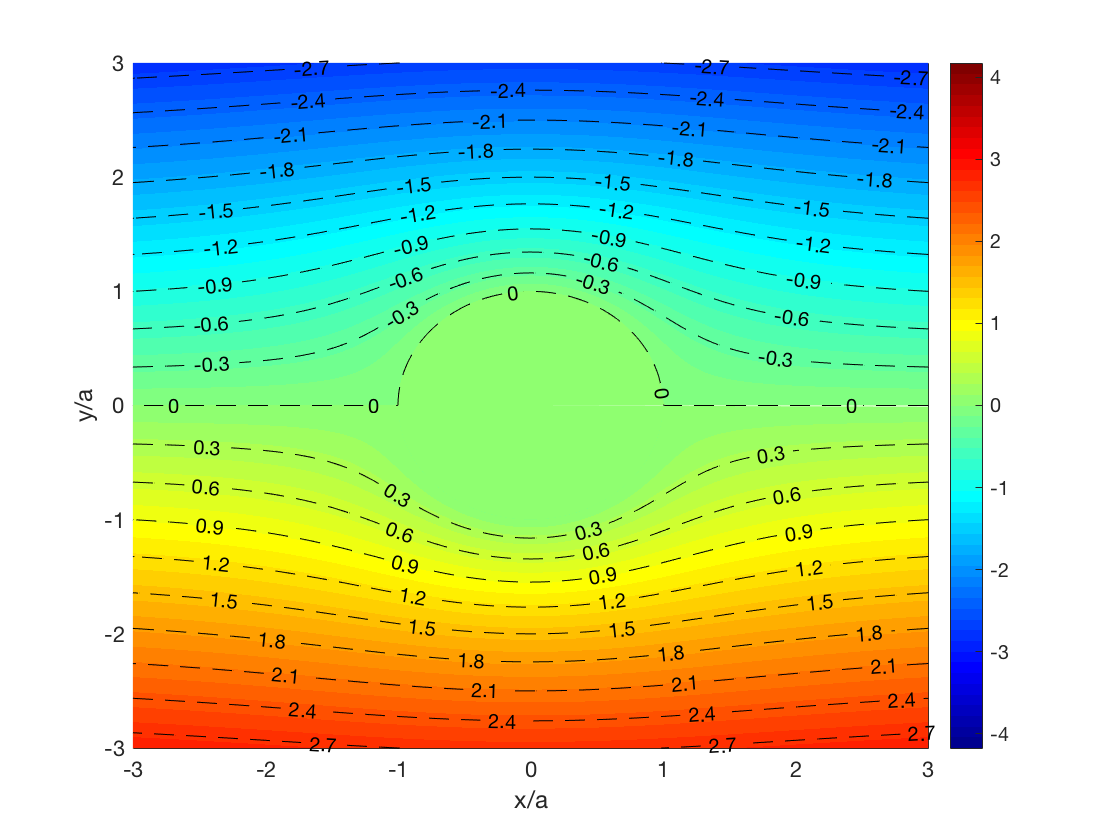 3
-2.7 -2.7 -2.7
-2.4 -2.4 -2.4 -2.4
-2.1 -2.1 -2.1 -2.1
2
-1.8 -1.8 -1.8 -1.8
-1.5 -1.5 -1.5 -1.5
-1.2 -1.2 -1.2 -1.2
-0.9 -0.9 -0.9 -0.9
1
-0.6 -0.6 -0.6 -0.6
-0.3 -0.3 -0.3 -0.3
0
0
y/a
0
0 0 0
0.3 0.3 0.3 0.3
0.6 0.6 0.6 0.6
-1
0.9 0.9 0.9 0.9
1.2 1.2 1.2 1.2
1.5 1.5 1.5 1.5
-2
1.8 1.8 1.8 1.8
2.1 2.1 2.1 2.1
2.4 2.4 2.4 2.4
2.7 2.7 2.7
-3
-3 -2 -1 0 1 2 3
x/a
4
3
2
1
0
-1
-2
-3
-4